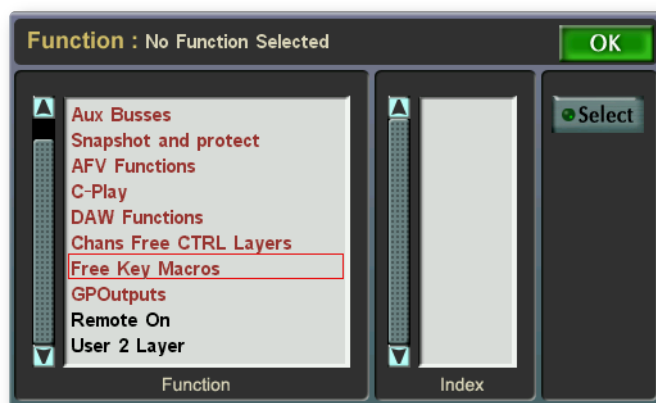 Function : No Function Selected
OK
Aux Busses
Snapshot and protect
AFV Functions
C-Play
DAW Functions
Chans Free CTRL Layers
Free Key Macros
GPOutputs
Remote On
User 2 Layer
Function
Index
Select